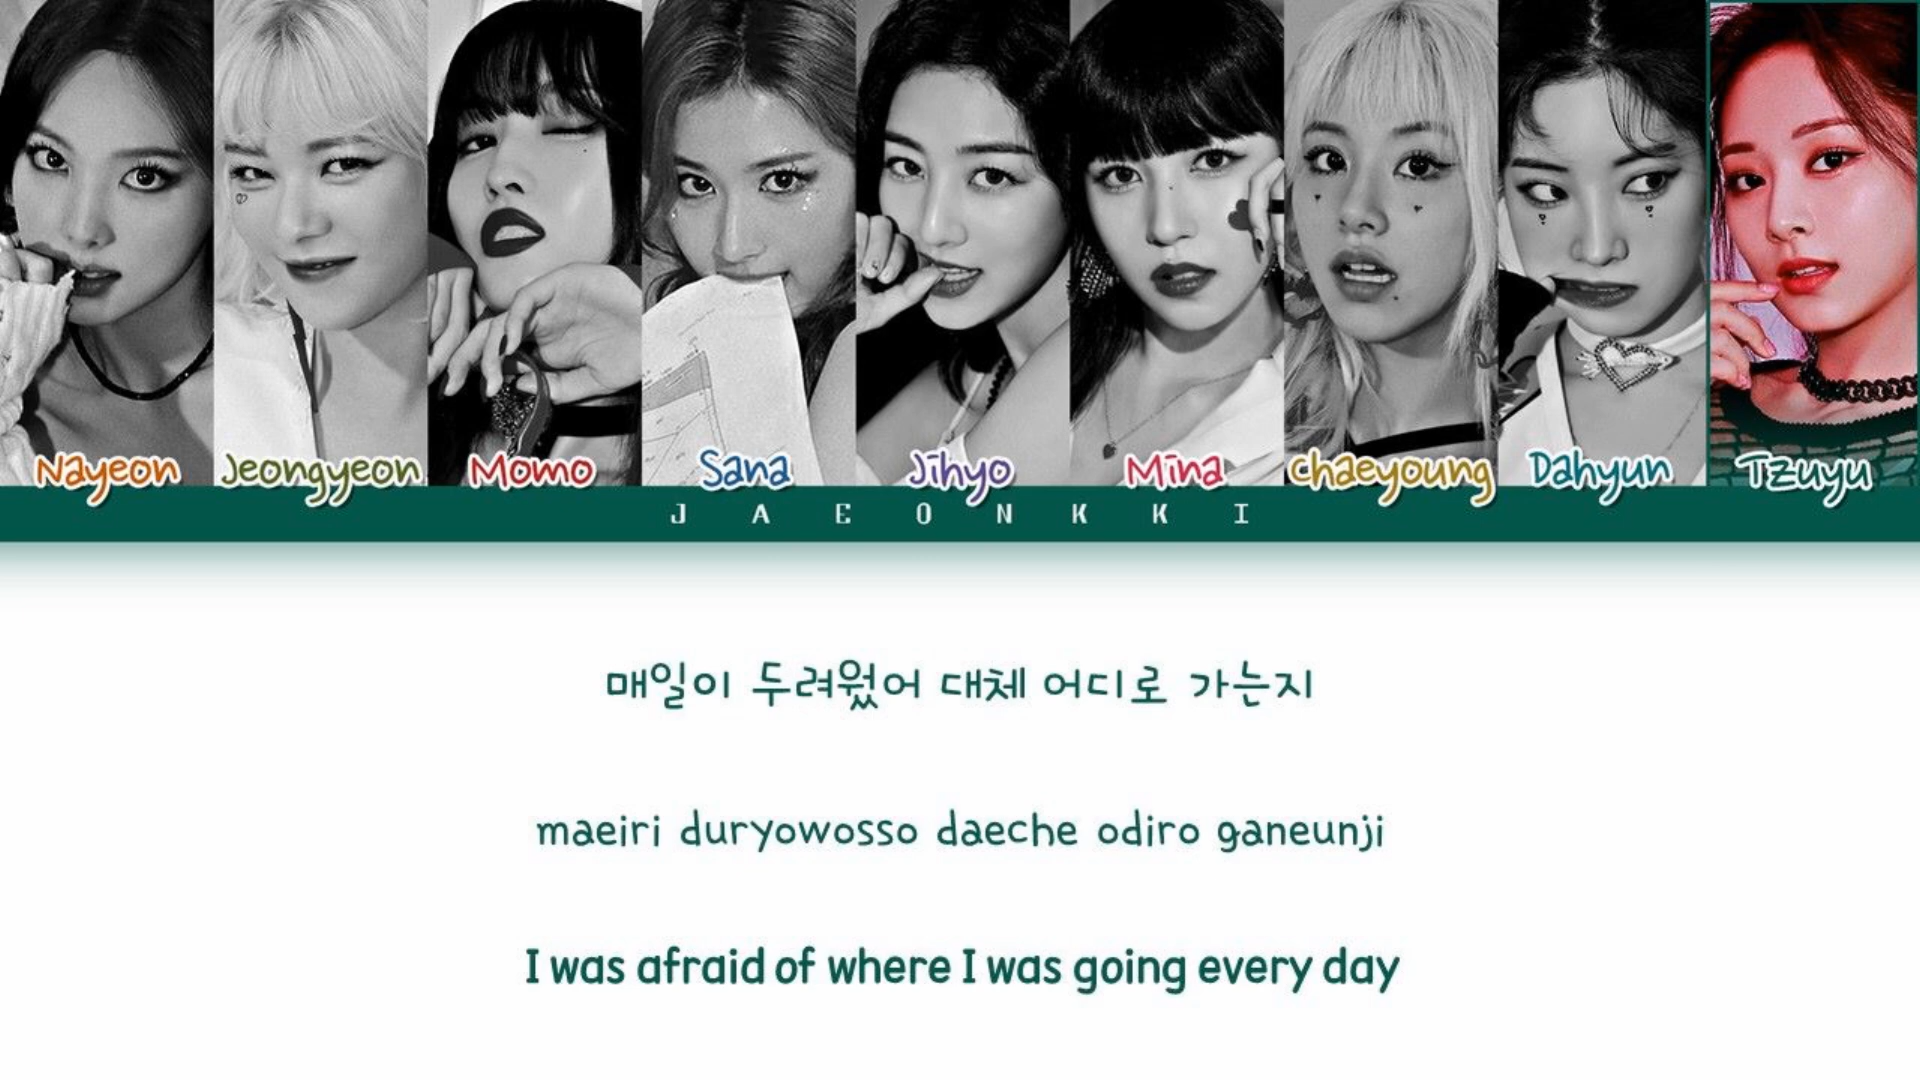 Nayeon Jeongyeon Momo Sana Jihyo Mina Chaeyoung Dahyun Tzuyu
JAEONKKI
매일이 두려웠어 대체 어디로 가는지
maeiri duryowosso daeche odiro ganeunji
I was afraid of where I was going every day